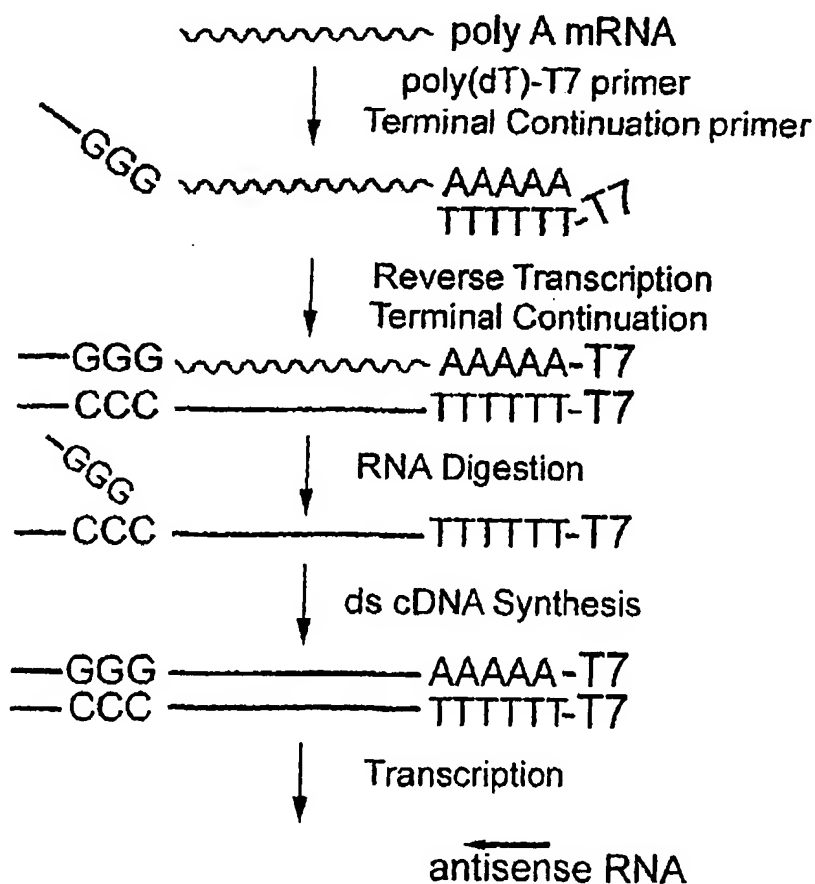 poly A mRNA
poly(dT)-T7 primer
Terminal Continuation primer
GGG AAAAA
TTTTTT-T7
Reverse Transcription
Terminal Continuation
GGG AAAAA-T7
CCC TTTTTT-T7
RNA Digestion
GGG
CCC TTTTTT-T7
ds cDNA Synthesis
GGG AAAAA-T7
CCC TTTTTT-T7
Transcription
antisense RNA